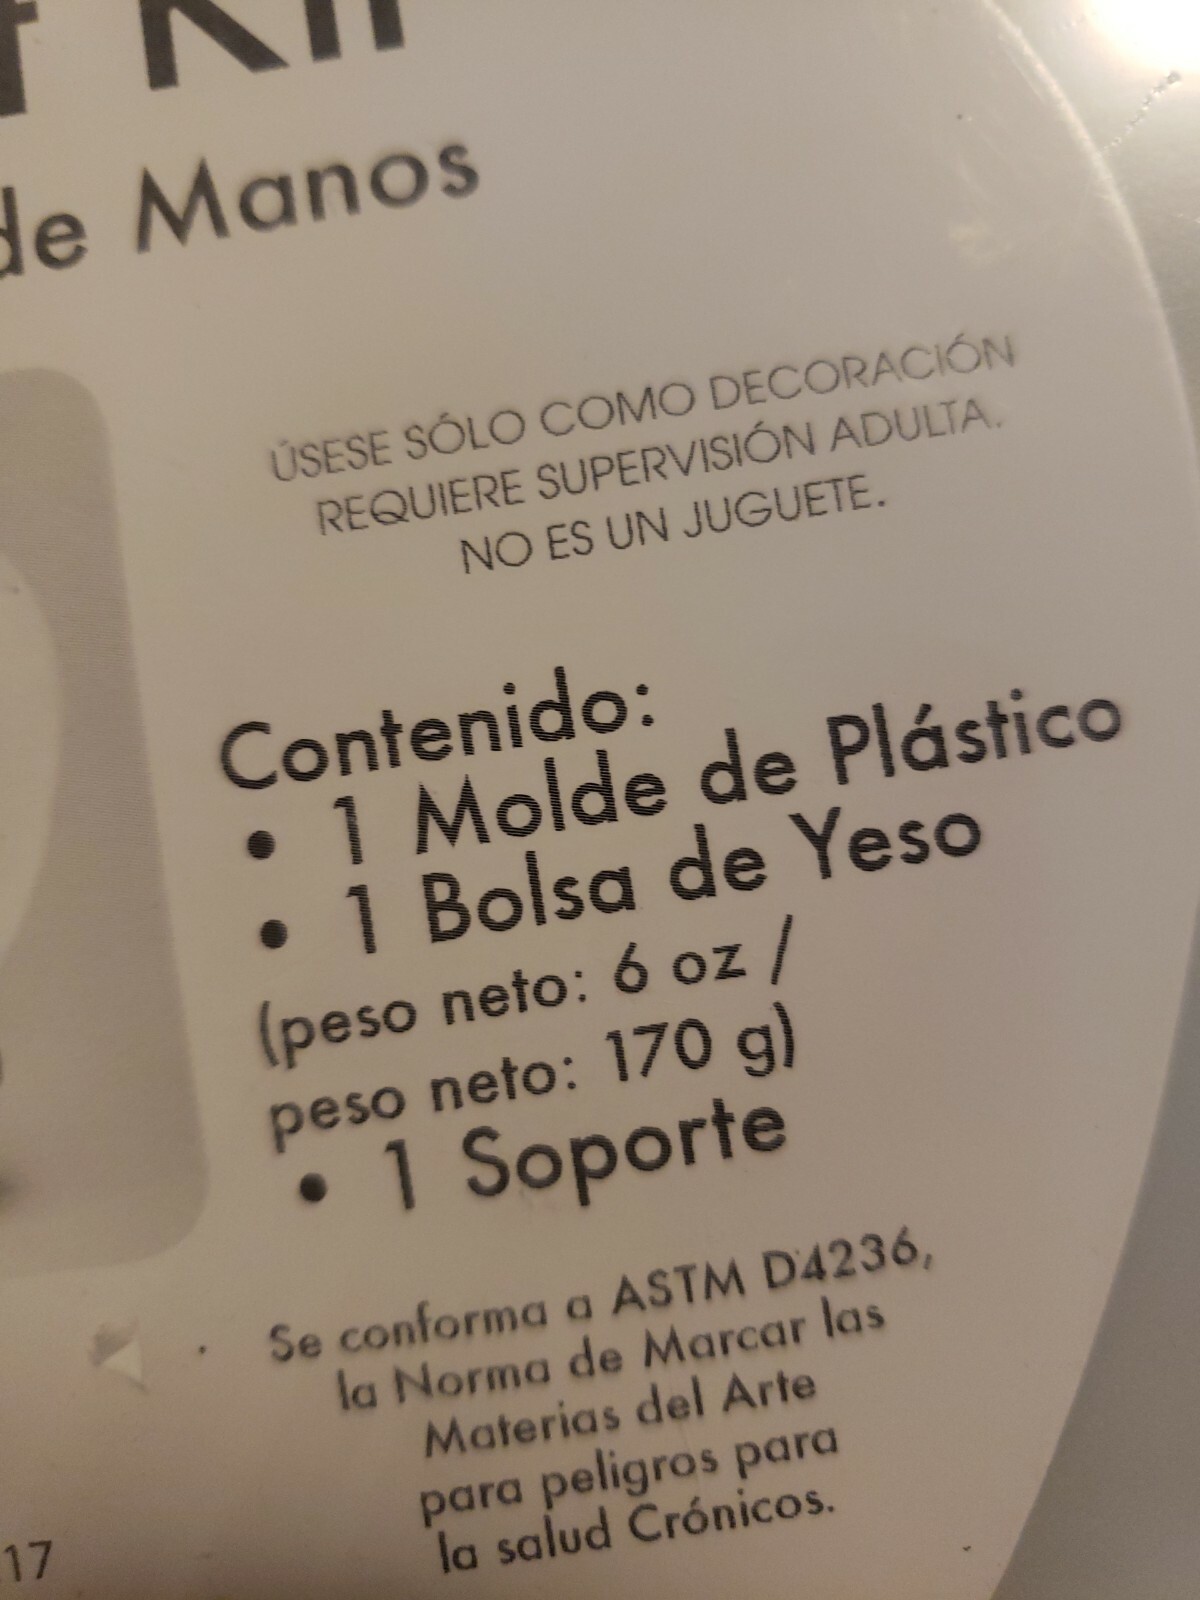 Kit
de Manos
ÚSESE SÓLO COMO DECORACIÓN
REQUIERE SUPERVISIÓN ADULTA.
NO ES UN JUGUETE.
Contenido:
• 1 Molde de Plástico
• 1 Bolsa de Yeso
(peso neto: 6 oz /
peso neto: 170 g)
• 1 Soporte
Se conforma a ASTM D4236,
la Norma de Marcar las
Materias del Arte
para peligros para
la salud Crónicos.
17